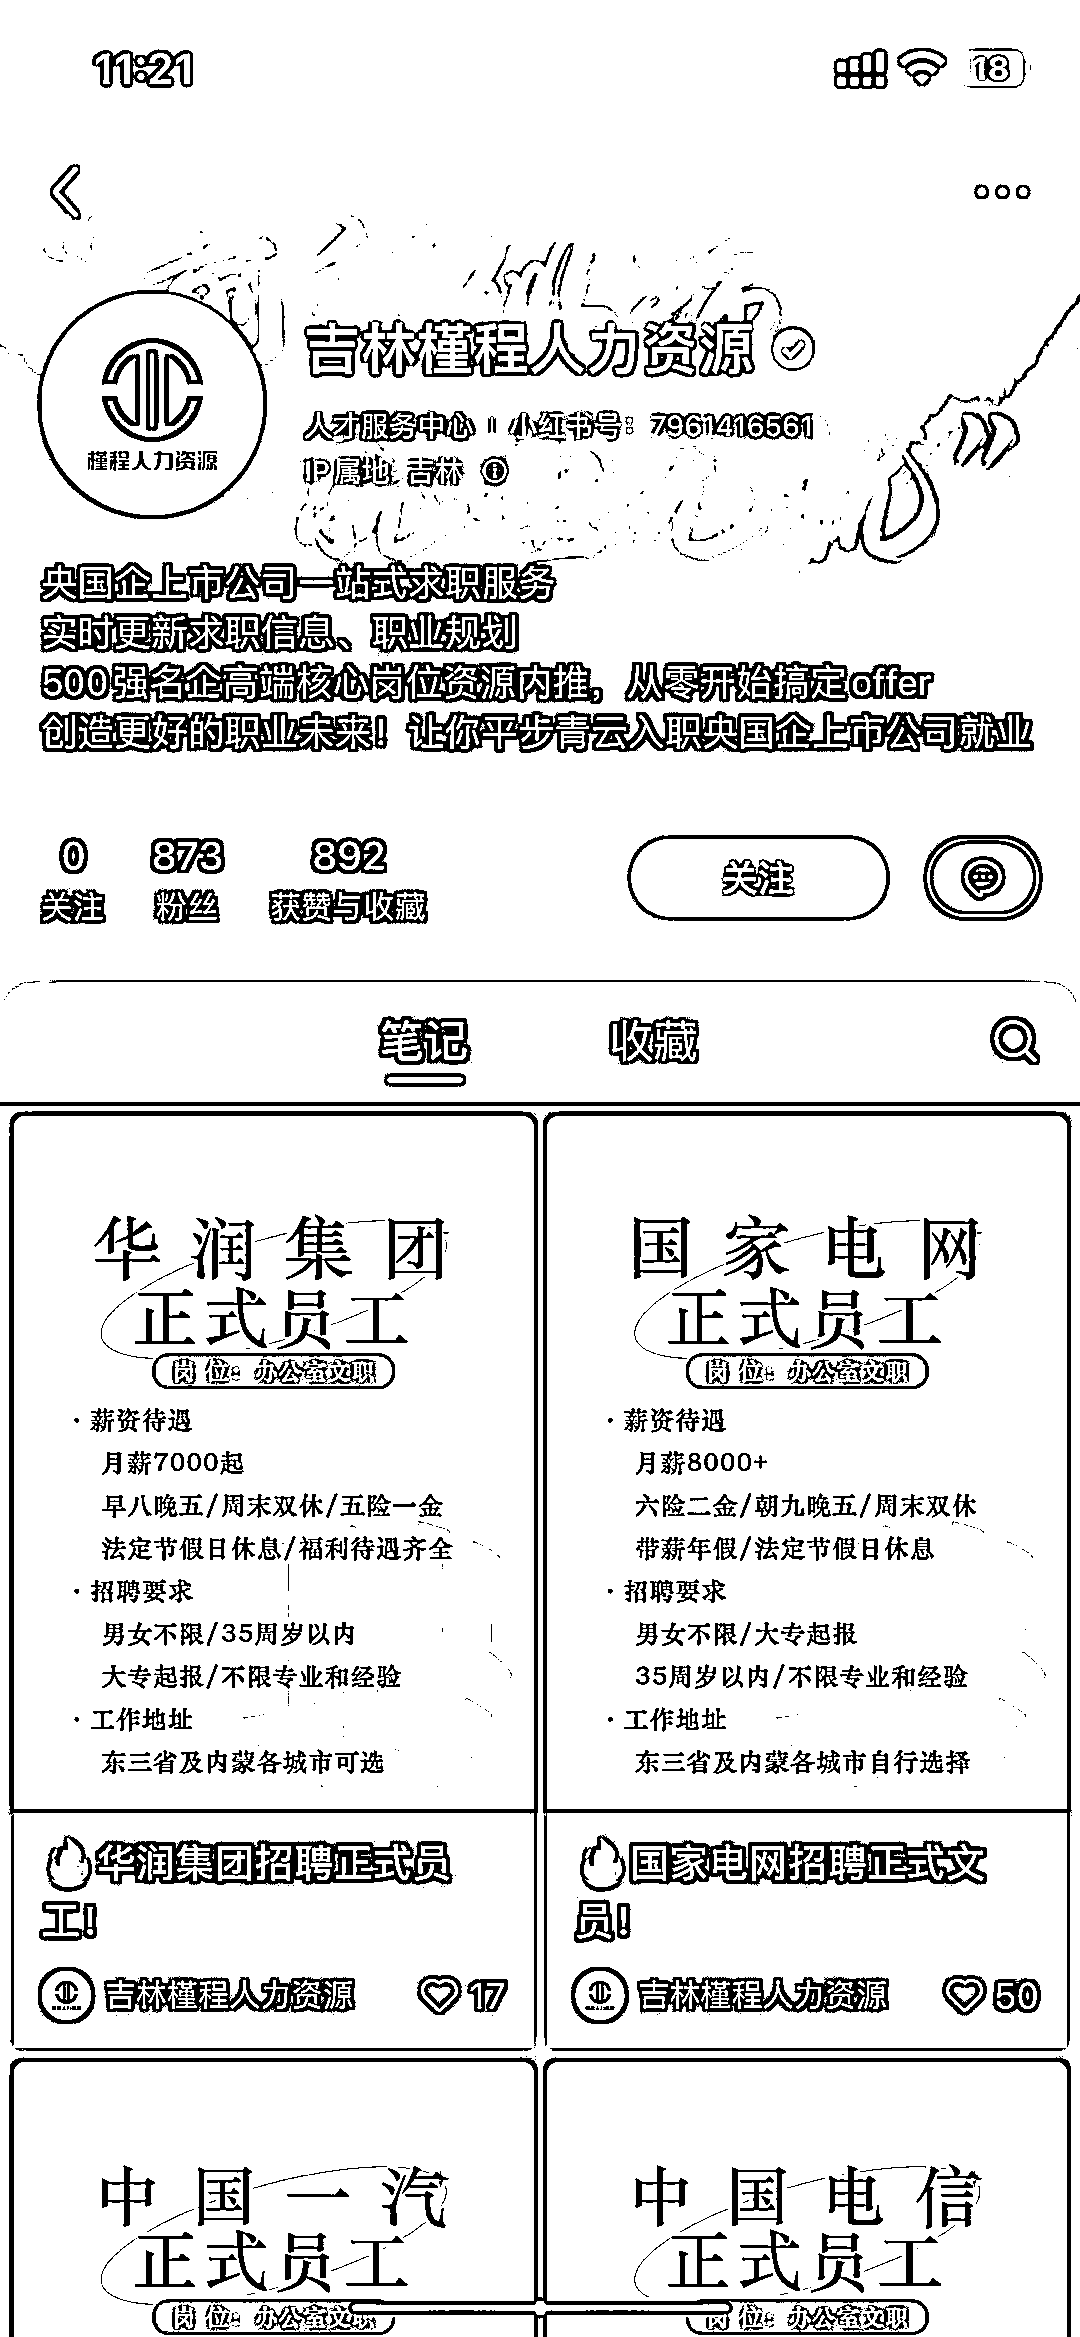 11:21
18
吉林槿程人力资源
槿程人力资源
人才服务中心 | 小红书号：7961416561
IP属地：吉林
央国企上市公司一站式求职服务
实时更新求职信息、职业规划
500强名企高端核心岗位资源内推，从零开始搞定offer
创造更好的职业未来！让你平步青云入职央国企上市公司就业
0 873 892
关注 粉丝 获赞与收藏
关注
笔记 收藏
华润集团
正式员工
岗位：办公室文职
·薪资待遇
月薪7000起
早八晚五/周末双休/五险一金
法定节假日休息/福利待遇齐全
·招聘要求
男女不限/35周岁以内
大专起报/不限专业和经验
·工作地址
东三省及内蒙各城市可选
华润集团招聘正式员
工！
吉林槿程人力资源 17
国家电网
正式员工
岗位：办公室文职
·薪资待遇
月薪8000+
六险二金/朝九晚五/周末双休
带薪年假/法定节假日休息
·招聘要求
男女不限/大专起报
35周岁以内/不限专业和经验
·工作地址
东三省及内蒙各城市自行选择
国家电网招聘正式文
员！
吉林槿程人力资源 50
中国一汽
正式员工
岗位：办公室文职
中国电信
正式员工
岗位：办公室文职